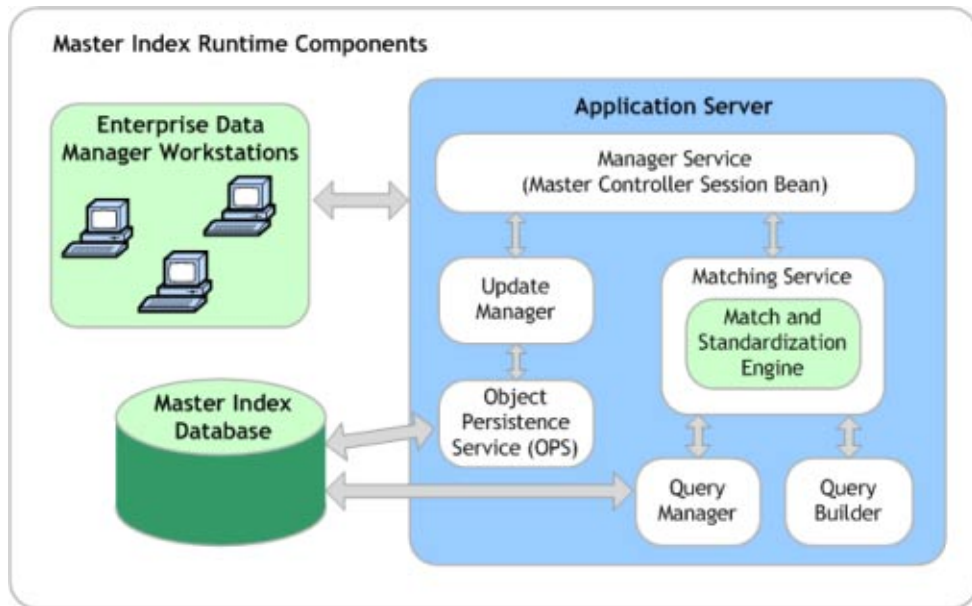 Master Index Runtime Components
Enterprise Data
Manager Workstations
Application Server
Manager Service
(Master Controller Session Bean)
Update
Manager
Matching Service
Match and
Standardization
Engine
Master Index
Database
Object
Persistence
Service (OPS)
Query
Manager
Query
Builder